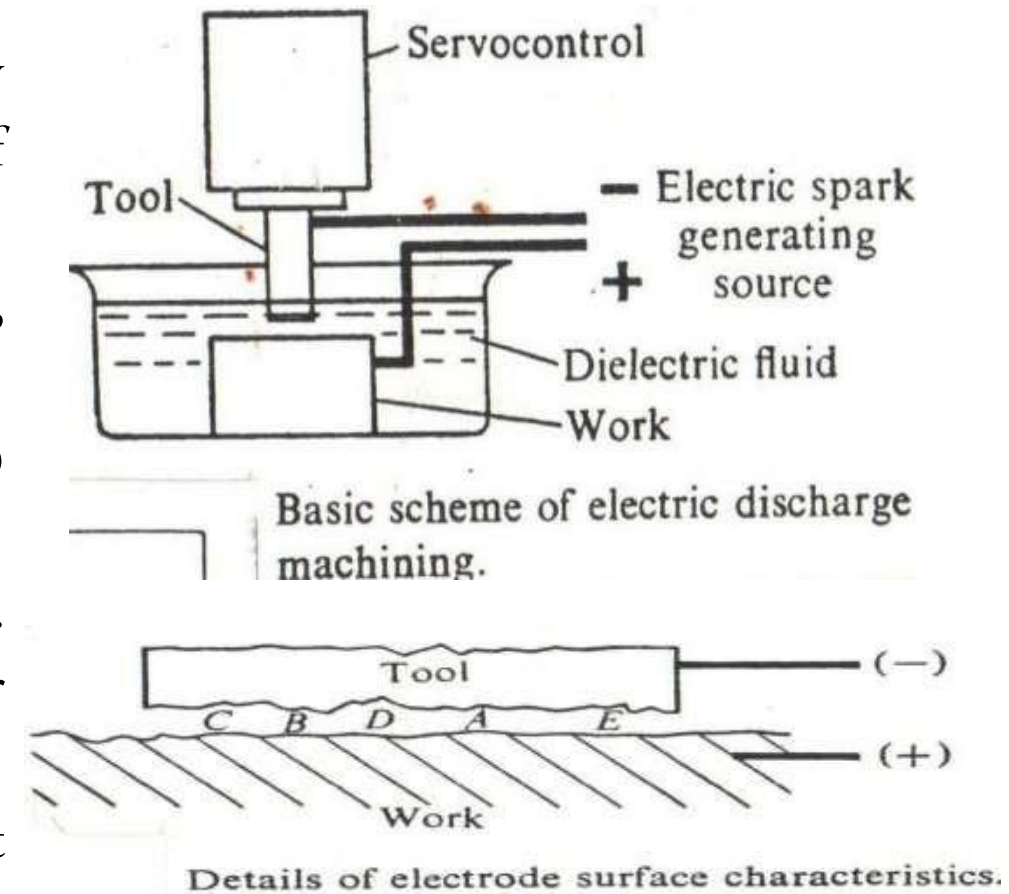 Servocontrol
Tool
− Electric spark
generating
+ source
Dielectric fluid
Work
Basic scheme of electric discharge
machining.
Tool
(−)
C B D A E
(+)
Work
Details of electrode surface characteristics.